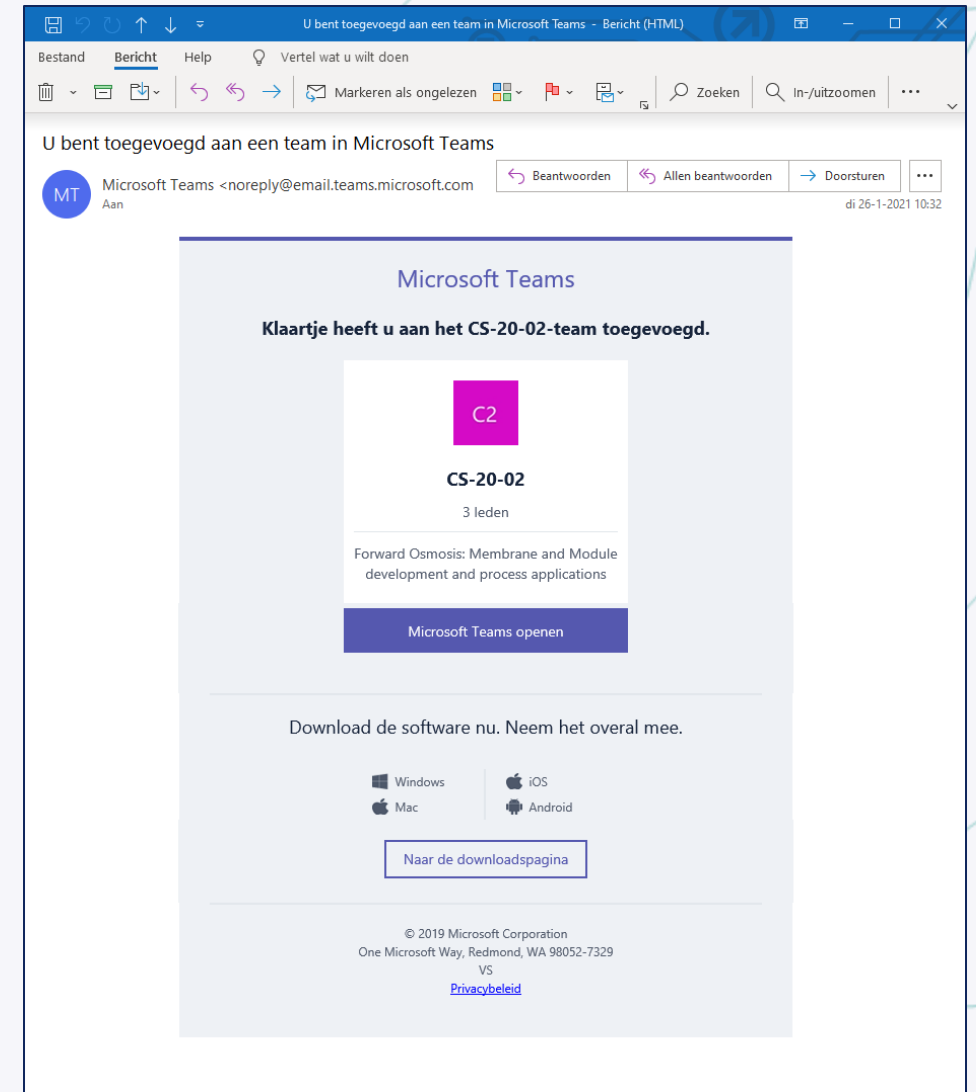 U bent toegevoegd aan een team in Microsoft Teams - Bericht (HTML)
Bestand Bericht Help Vertel wat u wilt doen
Markeren als ongelezen Zoeken In-/uitzoomen
U bent toegevoegd aan een team in Microsoft Teams
MT
Microsoft Teams <noreply@email.teams.microsoft.com
Aan
Beantwoorden Allen beantwoorden Doorsturen
di 26-1-2021 10:32
Microsoft Teams
Klaartje heeft u aan het CS-20-02-team toegevoegd.
C2
CS-20-02
3 leden
Forward Osmosis: Membrane and Module
development and process applications
Microsoft Teams openen
Download de software nu. Neem het overal mee.
Windows iOS
Mac Android
Naar de downloadspagina
© 2019 Microsoft Corporation
One Microsoft Way, Redmond, WA 98052-7329
VS
Privacybeleid